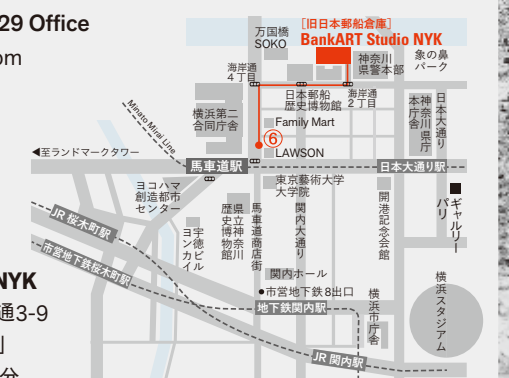 29 Office
om
万国橋
SOKO
[旧日本郵船倉庫]
BankART Studio NYK
神奈川
県警本部
象の鼻
パーク
海岸通
4丁目
日本郵船
歴史博物館
海岸通
2丁目
横浜第二
合同庁舎
Family Mart
⑥
LAWSON
神奈川県庁
本庁舎
日本大通り
Minato Mirai Line
◀至ランドマークタワー
馬車道駅
日本大通り駅
ヨコハマ
創造都市
センター
東京藝術大学
大学院
県立神奈川
歴史博物館
馬車道商店街
関内大通り
開港記念会館
ギャルリー
パリ
宇徳ビル
ヨンカイ
JR 桜木町駅
市営地下鉄桜木町駅
関内ホール
●市営地下鉄8出口
地下鉄関内駅
横浜市庁舎
横浜スタジアム
JR 関内駅
NYK
通3-9
分